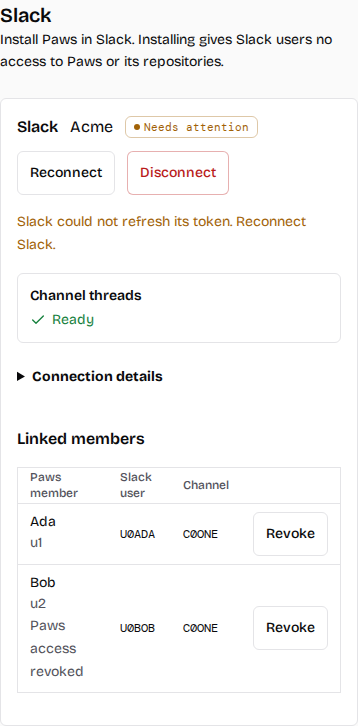 Slack
Install Paws in Slack. Installing gives Slack users no
access to Paws or its repositories.
Slack Acme Needs attention
Reconnect Disconnect
Slack could not refresh its token. Reconnect
Slack.
Channel threads
Ready
Connection details
Linked members
Paws member Slack user Channel
Ada
u1
U0ADA C0ONE Revoke
Bob
u2
Paws
access
revoked
U0BOB C0ONE Revoke